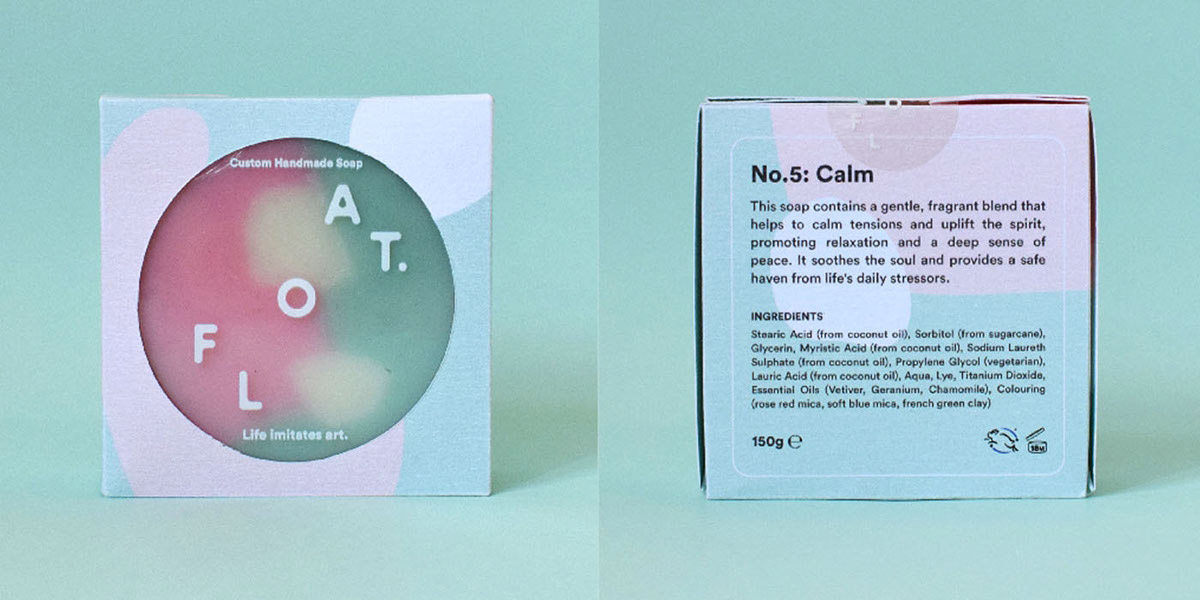 Custom Handmade Soap
A
T.
O
F
L
Life imitates art.
O
F
L
No.5: Calm
This soap contains a gentle, fragrant blend that
helps to calm tensions and uplift the spirit,
promoting relaxation and a deep sense of
peace. It soothes the soul and provides a safe
haven from life's daily stressors.
INGREDIENTS
Stearic Acid (from coconut oil), Sorbitol (from sugarcane),
Glycerin, Myristic Acid (from coconut oil), Sodium Laureth
Sulphate (from coconut oil), Propylene Glycol (vegetarian),
Lauric Acid (from coconut oil), Aqua, Lye, Titanium Dioxide,
Essential Oils (Vetiver, Geranium, Chamomile), Colouring
(rose red mica, soft blue mica, french green clay)
150g ℮
18M